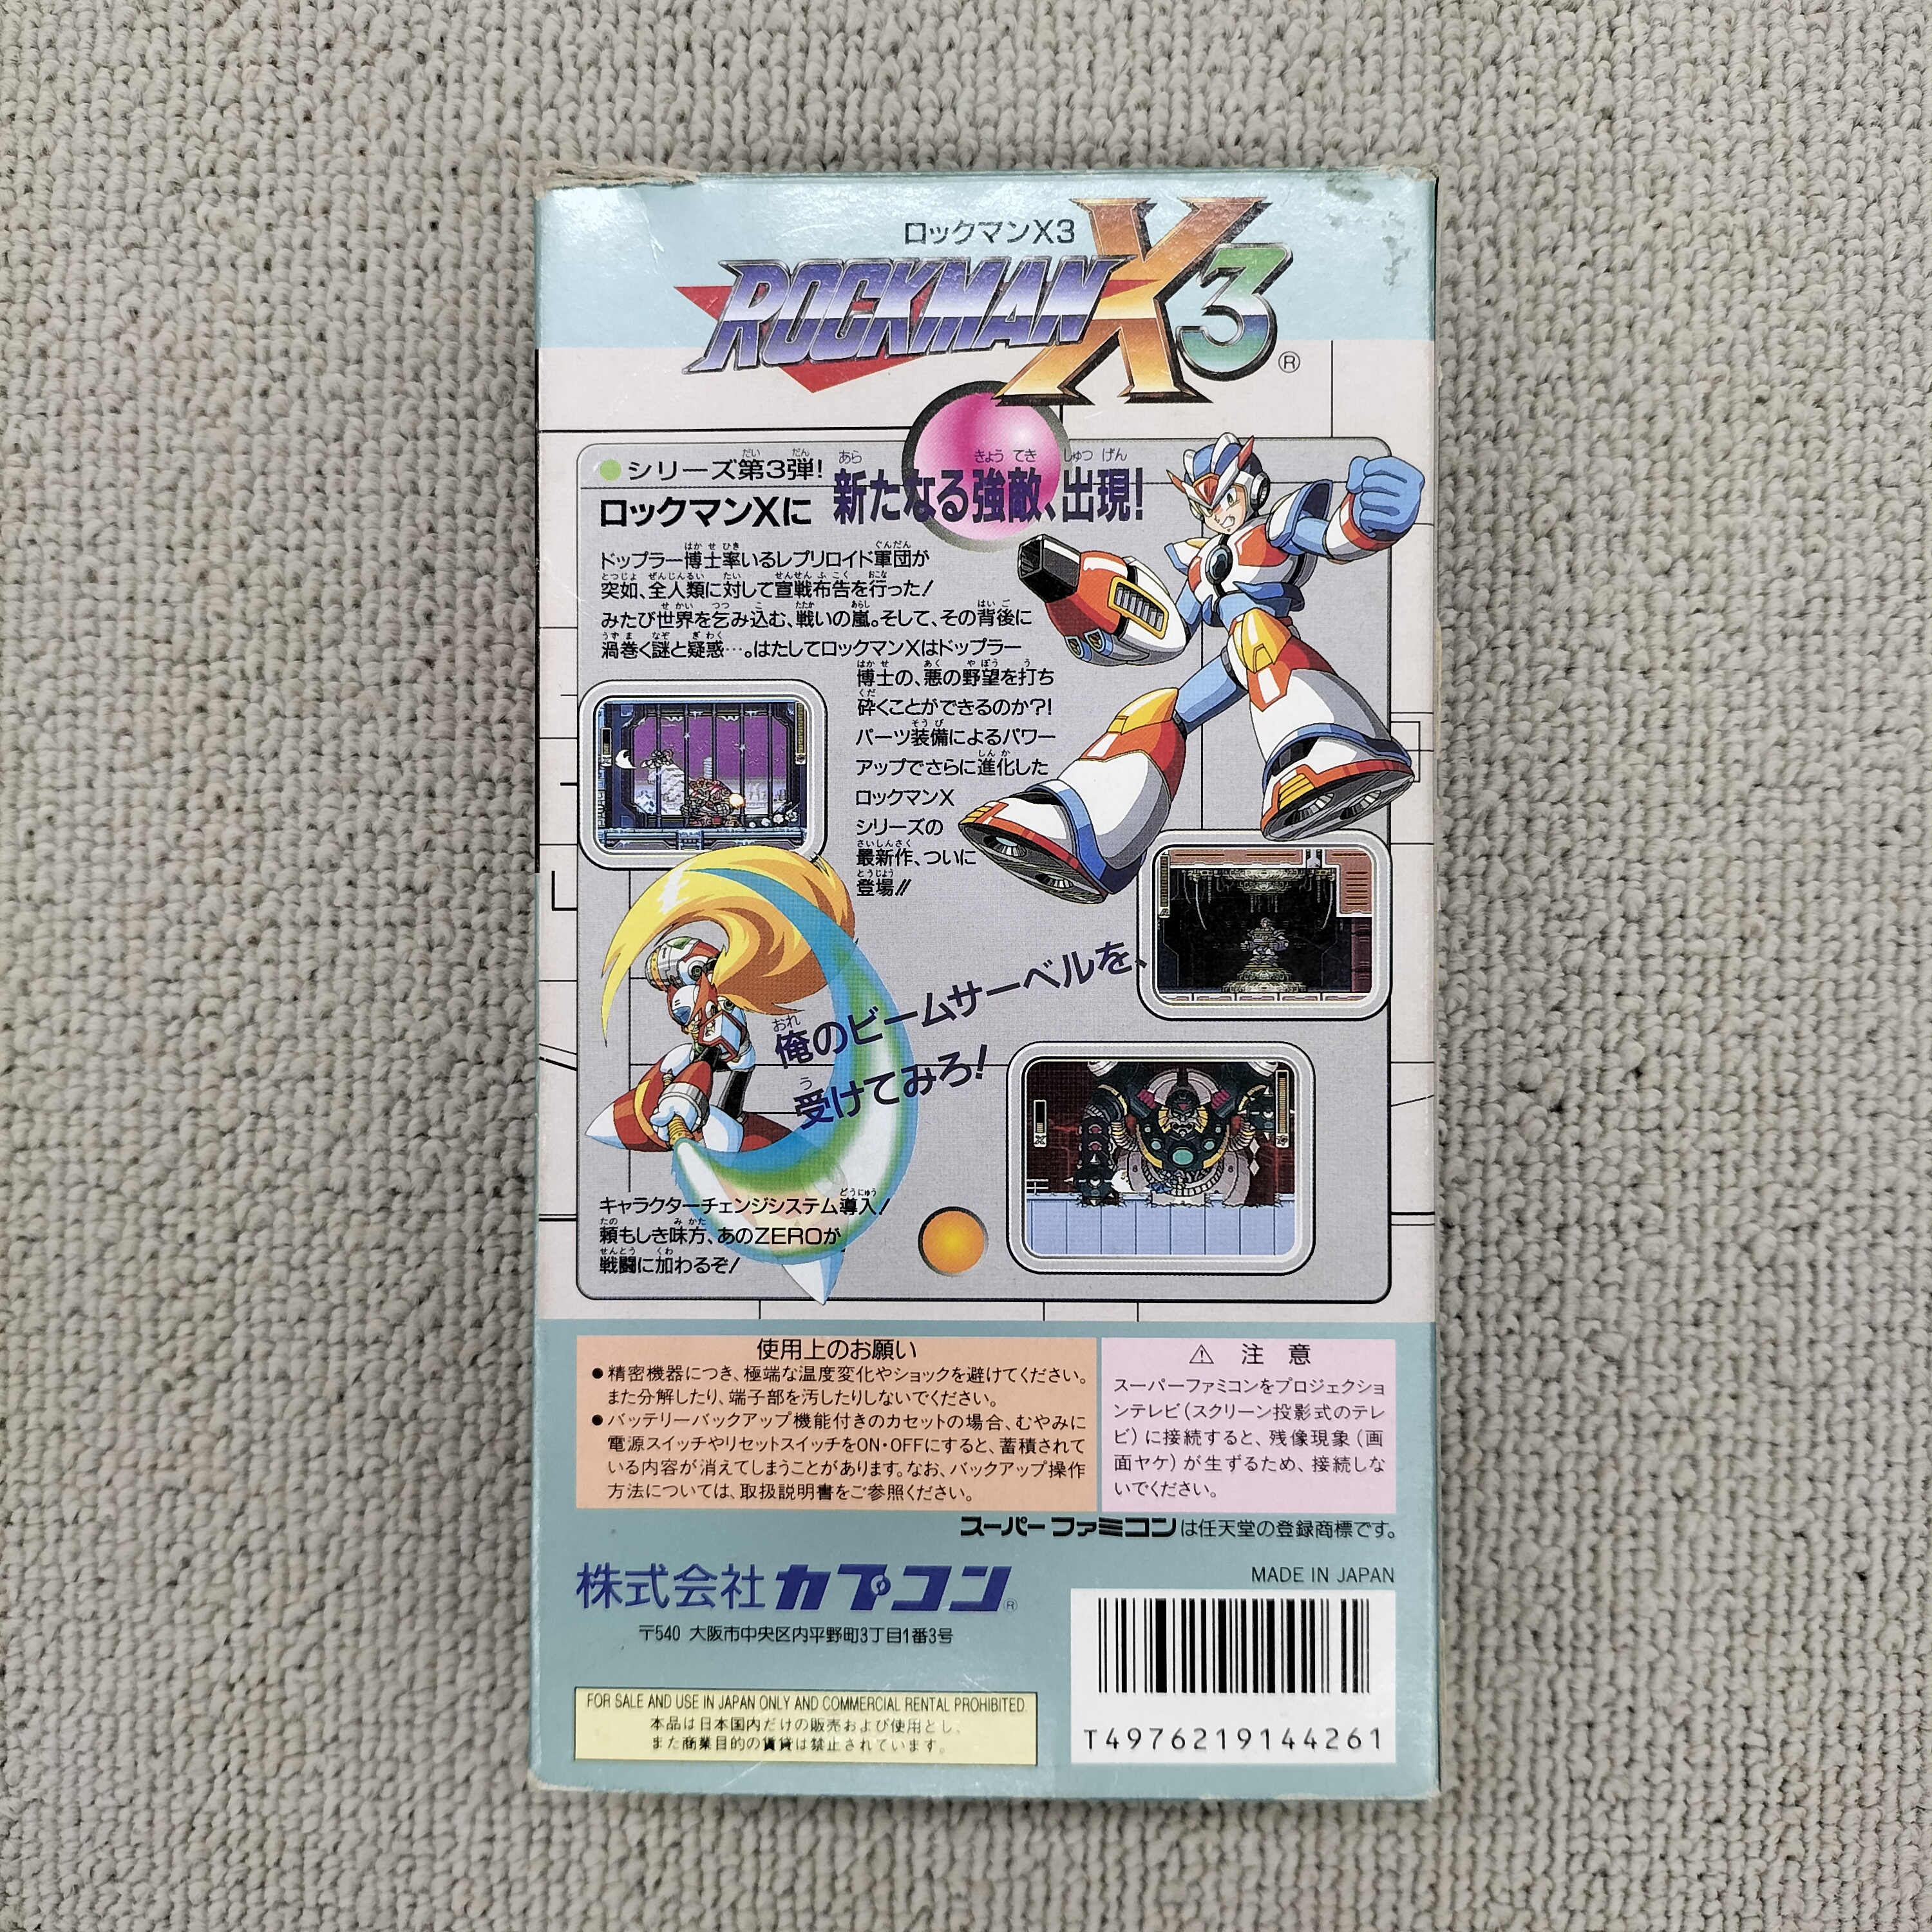 ロックマンX3
ROCKMAN X3®
●シリーズ第3弾!
ロックマンXに 新たなる強敵、出現!
ドップラー博士率いるレプリロイド軍団が
突如、全人類に対して宣戦布告を行った!
みたび世界を乞み込む、戦いの嵐。そして、その背後に
渦巻く謎と疑惑…。はたしてロックマンXはドップラー
博士の、悪の野望を打ち
砕くことができるのか?!
パーツ装備によるパワー
アップでさらに進化した
ロックマンX
シリーズの
最新作、ついに
登場!!
俺のビームサーベルを、
受けてみろ!
キャラクターチェンジシステム導入!
頼もしき味方、あのZEROが
戦闘に加わるぞ!
使用上のお願い
●精密機器につき、極端な温度変化やショックを避けてください。
また分解したり、端子部を汚したりしないでください。
●バッテリーバックアップ機能付きのカセットの場合、むやみに
電源スイッチやリセットスイッチをON・OFFにすると、蓄積されて
いる内容が消えてしまうことがあります。なお、バックアップ操作
方法については、取扱説明書をご参照ください。
⚠ 注意
スーパーファミコンをプロジェクショ
ンテレビ(スクリーン投影式のテレ
ビ)に接続すると、残像現象(画
面ヤケ)が生ずるため、接続しな
いでください。
スーパーファミコンは任天堂の登録商標です。
株式会社カプコン®
〒540 大阪市中央区内平野町3丁目1番3号
MADE IN JAPAN
FOR SALE AND USE IN JAPAN ONLY AND COMMERCIAL RENTAL PROHIBITED.
本品は日本国内だけの販売および使用とし、
また商業目的の賃貸は禁止されています。
T4976219144261